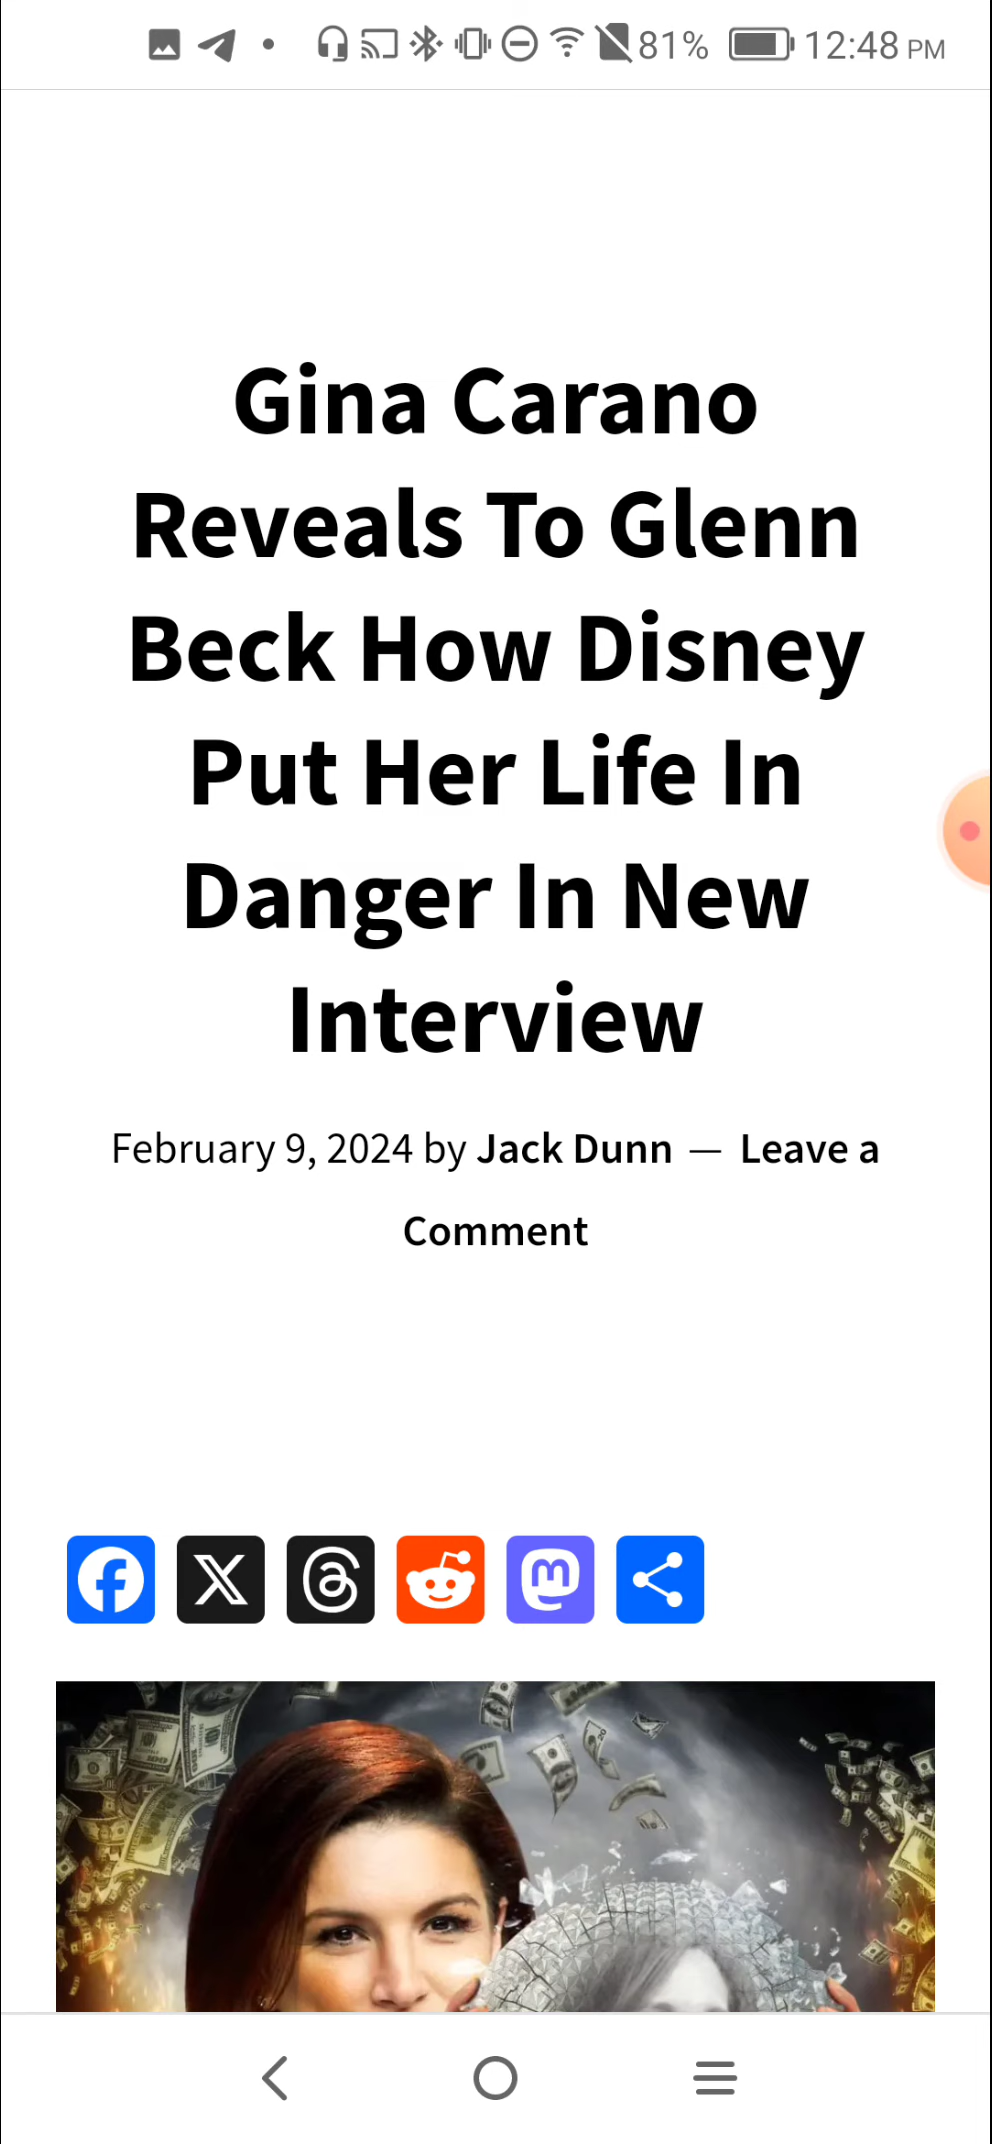 81% 12:48 PM
Gina Carano
Reveals To Glenn
Beck How Disney
Put Her Life In
Danger In New
Interview
February 9, 2024 by Jack Dunn — Leave a
Comment